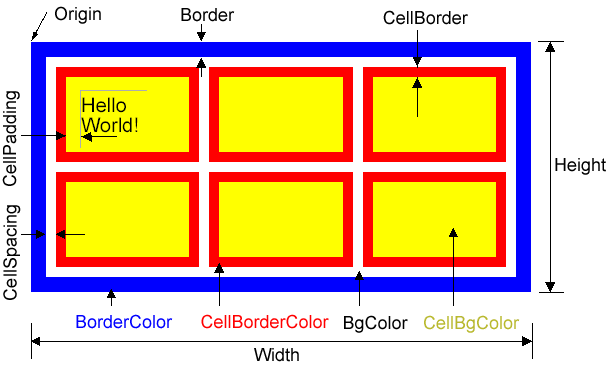 Origin
Border
CellBorder
CellPadding
Hello
World!
Height
CellSpacing
BorderColor
CellBorderColor
BgColor
CellBgColor
Width